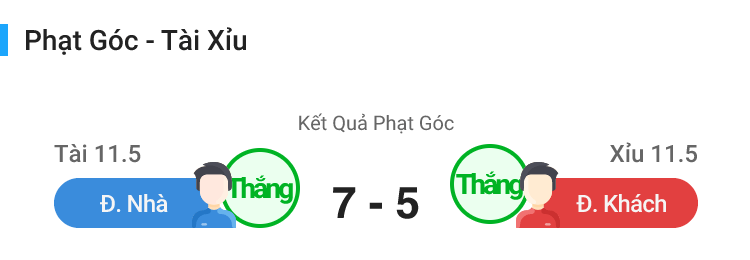 Phạt Góc - Tài Xỉu
Kết Quả Phạt Góc
Tài 11.5
Xỉu 11.5
Đ. Nhà
Thắng
7 - 5
Thắng
Đ. Khách